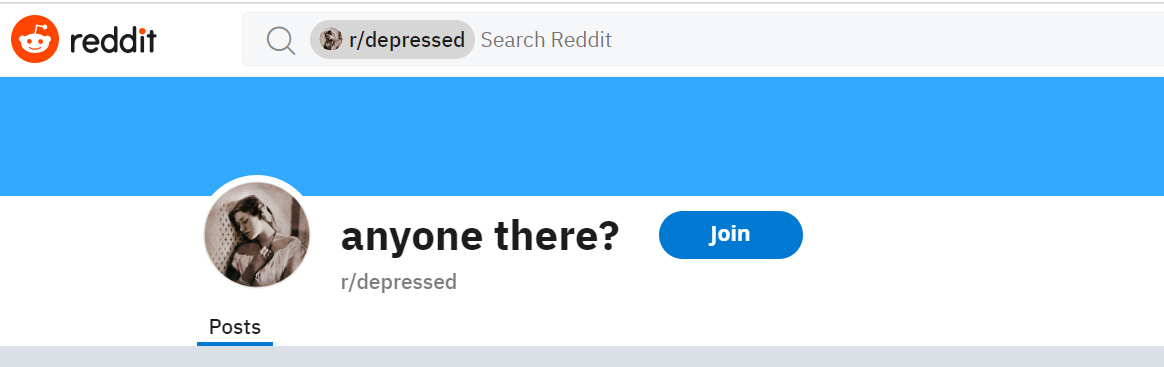 reddit r/depressed Search Reddit
anyone there? Join
r/depressed
Posts